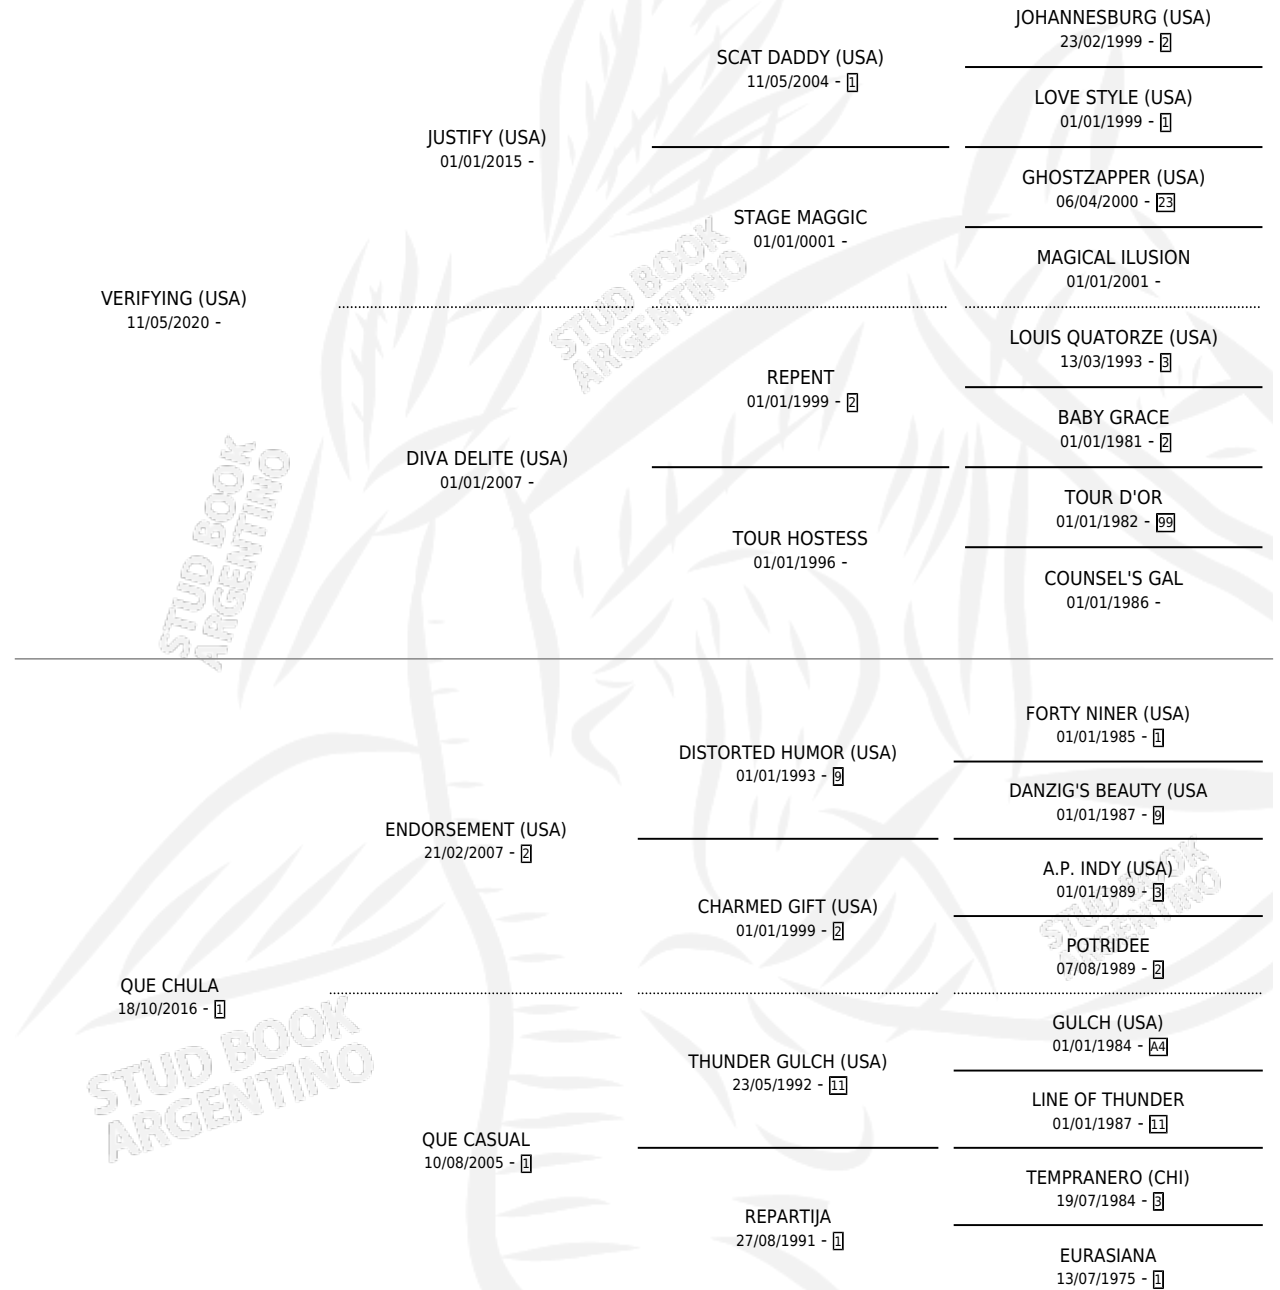 JOHANNESBURG (USA)
23/02/1999 - 2
SCAT DADDY (USA)
11/05/2004 - 1
LOVE STYLE (USA)
01/01/1999 - 1
JUSTIFY (USA)
01/01/2015 -
GHOSTZAPPER (USA)
06/04/2000 - 23
STAGE MAGGIC
01/01/0001 -
MAGICAL ILUSION
01/01/2001 -
VERIFYING (USA)
11/05/2020 -
LOUIS QUATORZE (USA)
13/03/1993 - 3
REPENT
01/01/1999 - 2
BABY GRACE
01/01/1981 - 2
DIVA DELITE (USA)
01/01/2007 -
TOUR D'OR
01/01/1982 - 99
TOUR HOSTESS
01/01/1996 -
COUNSEL'S GAL
01/01/1986 -
FORTY NINER (USA)
01/01/1985 - 1
DISTORTED HUMOR (USA)
01/01/1993 - 9
DANZIG'S BEAUTY (USA
01/01/1987 - 9
ENDORSEMENT (USA)
21/02/2007 - 2
A.P. INDY (USA)
01/01/1989 - 3
CHARMED GIFT (USA)
01/01/1999 - 2
POTRIDEE
07/08/1989 - 2
QUE CHULA
18/10/2016 - 1
GULCH (USA)
01/01/1984 - A4
THUNDER GULCH (USA)
23/05/1992 - 11
LINE OF THUNDER
01/01/1987 - 11
QUE CASUAL
10/08/2005 - 1
TEMPRANERO (CHI)
19/07/1984 - 3
REPARTIJA
27/08/1991 - 1
EURASIANA
13/07/1975 - 1
STUD BOOK
ARGENTINO
STUD BOOK
ARGENTINO
STUD BOOK
ARGENTINO
STUD BOOK
ARGENTINO